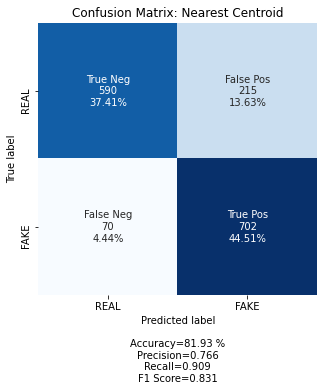 Confusion Matrix: Nearest Centroid
True Neg
590
37.41%
False Pos
215
13.63%
REAL
True label
False Neg
70
4.44%
True Pos
702
44.51%
FAKE
REAL
FAKE
Predicted label
Accuracy=81.93 %
Precision=0.766
Recall=0.909
F1 Score=0.831